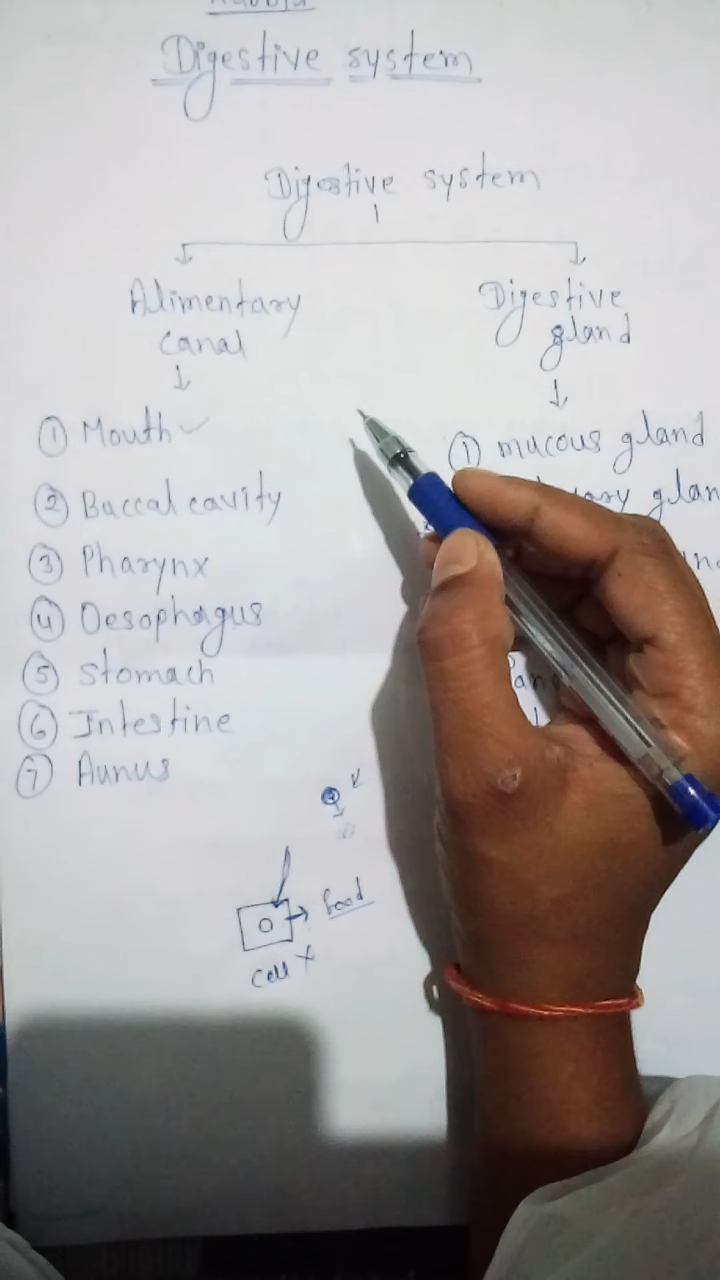 Digestive system
Digestive system
Alimentary
canal
Digestive
gland
① Mouth ✓
② Baccal cavity
③ Pharynx
④ Oesophagus
⑤ Stomach
⑥ Intestine
⑦ Aunus
① mucous gland
food
cell X